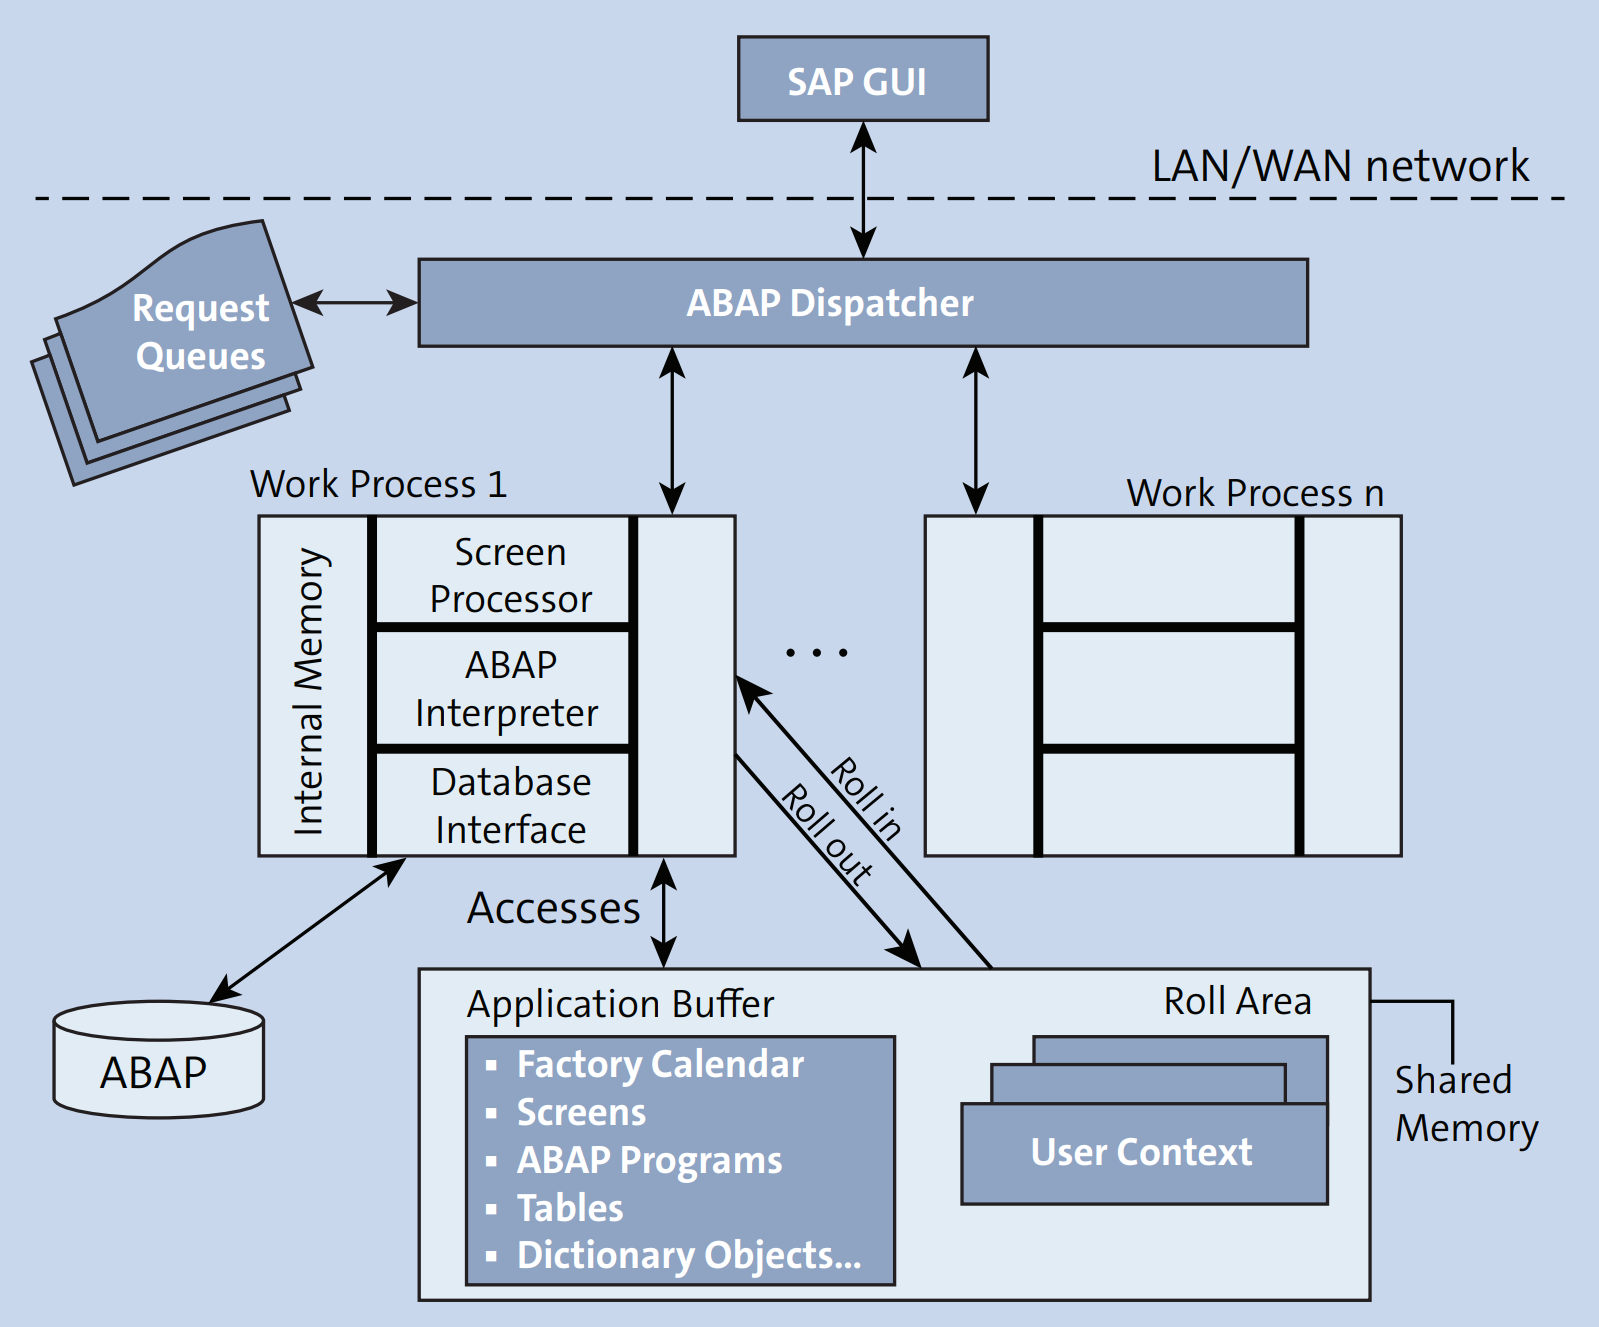 SAP GUI
LAN/WAN network
Request
Queues
ABAP Dispatcher
Work Process 1
Work Process n
Internal Memory
Screen
Processor
ABAP
Interpreter
Database
Interface
...
Roll in
Roll out
Accesses
ABAP
Application Buffer
▪ Factory Calendar
▪ Screens
▪ ABAP Programs
▪ Tables
▪ Dictionary Objects...
Roll Area
User Context
Shared
Memory